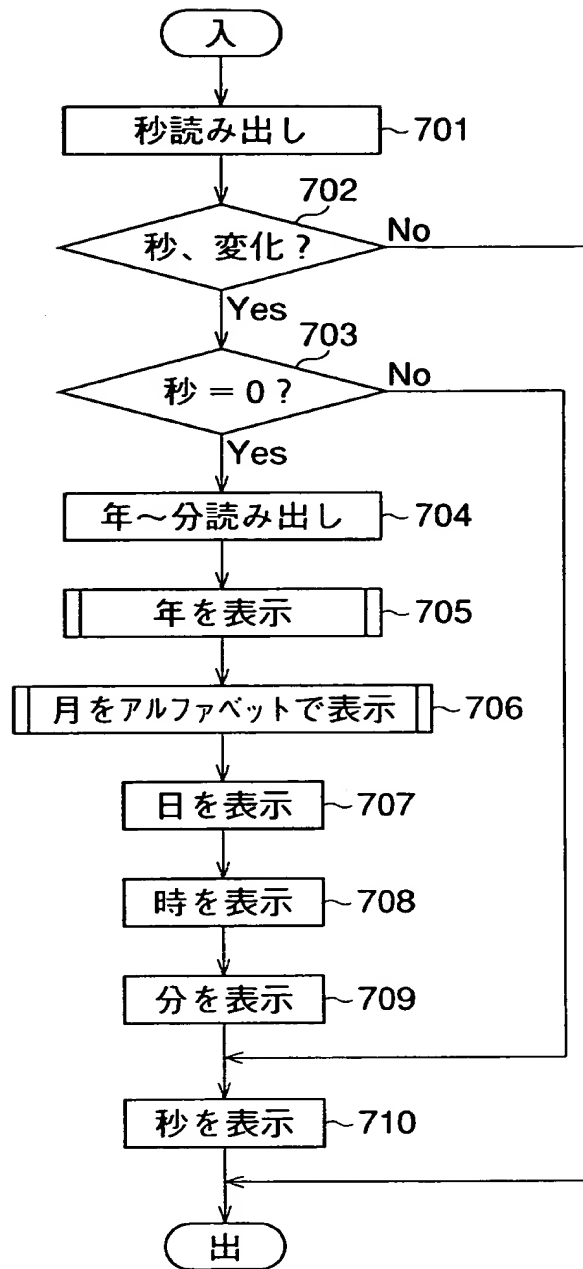 入
秒読み出し 701
702
秒、変化? No
Yes
703
秒=0? No
Yes
年～分読み出し 704
年を表示 705
月をアルファベットで表示 706
日を表示 707
時を表示 708
分を表示 709
秒を表示 710
出